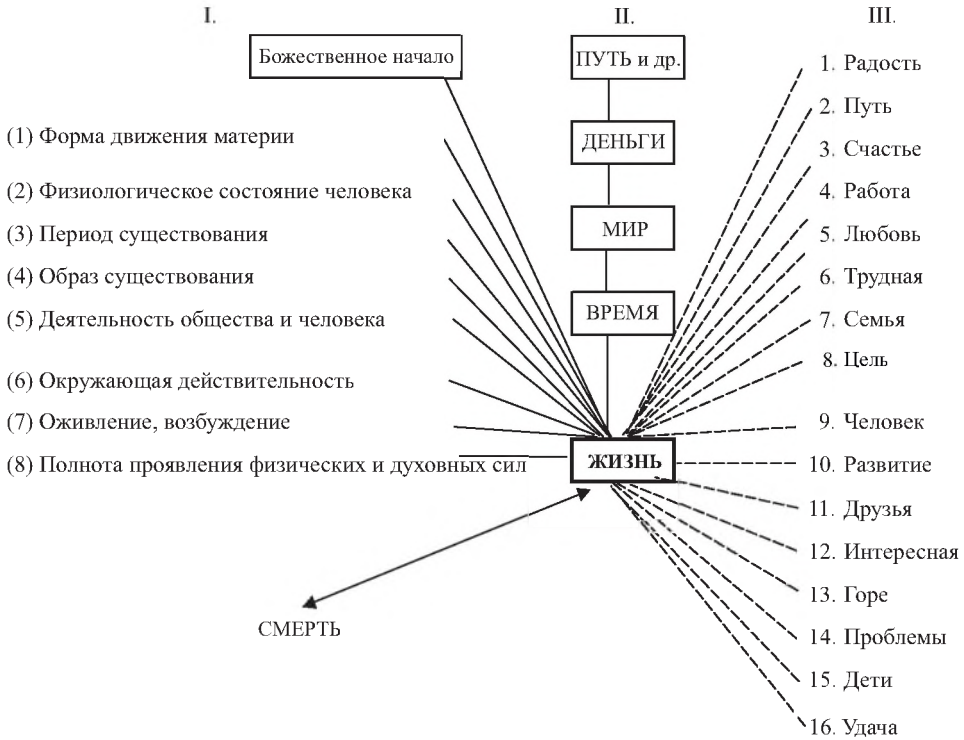 I.
II.
III.
Божественное начало
(1) Форма движения материи
(2) Физиологическое состояние человека
(3) Период существования
(4) Образ существования
(5) Деятельность общества и человека
(6) Окружающая действительность
(7) Оживление, возбуждение
(8) Полнота проявления физических и духовных сил
СМЕРТЬ
ПУТЬ и др.
ДЕНЬГИ
МИР
ВРЕМЯ
ЖИЗНЬ
1. Радость
2. Путь
3. Счастье
4. Работа
5. Любовь
6. Трудная
7. Семья
8. Цель
9. Человек
10. Развитие
11. Друзья
12. Интересная
13. Горе
14. Проблемы
15. Дети
16. Удача